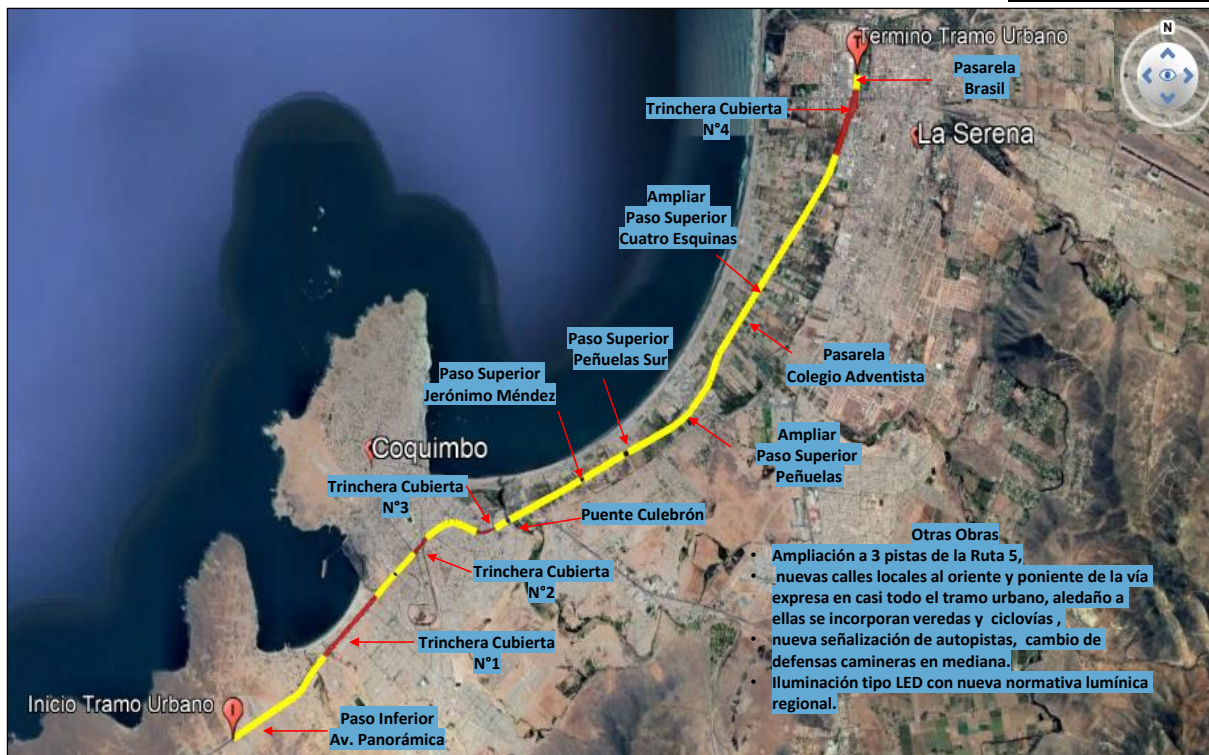 N
Termino Tramo Urbano
Pasarela
Brasil
Trinchera Cubierta
N°4
La Serena
Ampliar
Paso Superior
Cuatro Esquinas
Paso Superior
Peñuelas Sur
Pasarela
Colegio Adventista
Paso Superior
Jerónimo Méndez
Ampliar
Paso Superior
Peñuelas
Coquimbo
Trinchera Cubierta
N°3
Puente Culebrón
Trinchera Cubierta
N°2
Trinchera Cubierta
N°1
Inicio Tramo Urbano
I
Paso Inferior
Av. Panorámica
Otras Obras
• Ampliación a 3 pistas de la Ruta 5,
• nuevas calles locales al oriente y poniente de la vía
expresa en casi todo el tramo urbano, aledaño a
ellas se incorporan veredas y ciclovías ,
• nueva señalización de autopistas, cambio de
defensas camineras en mediana.
• Iluminación tipo LED con nueva normativa lumínica
regional.